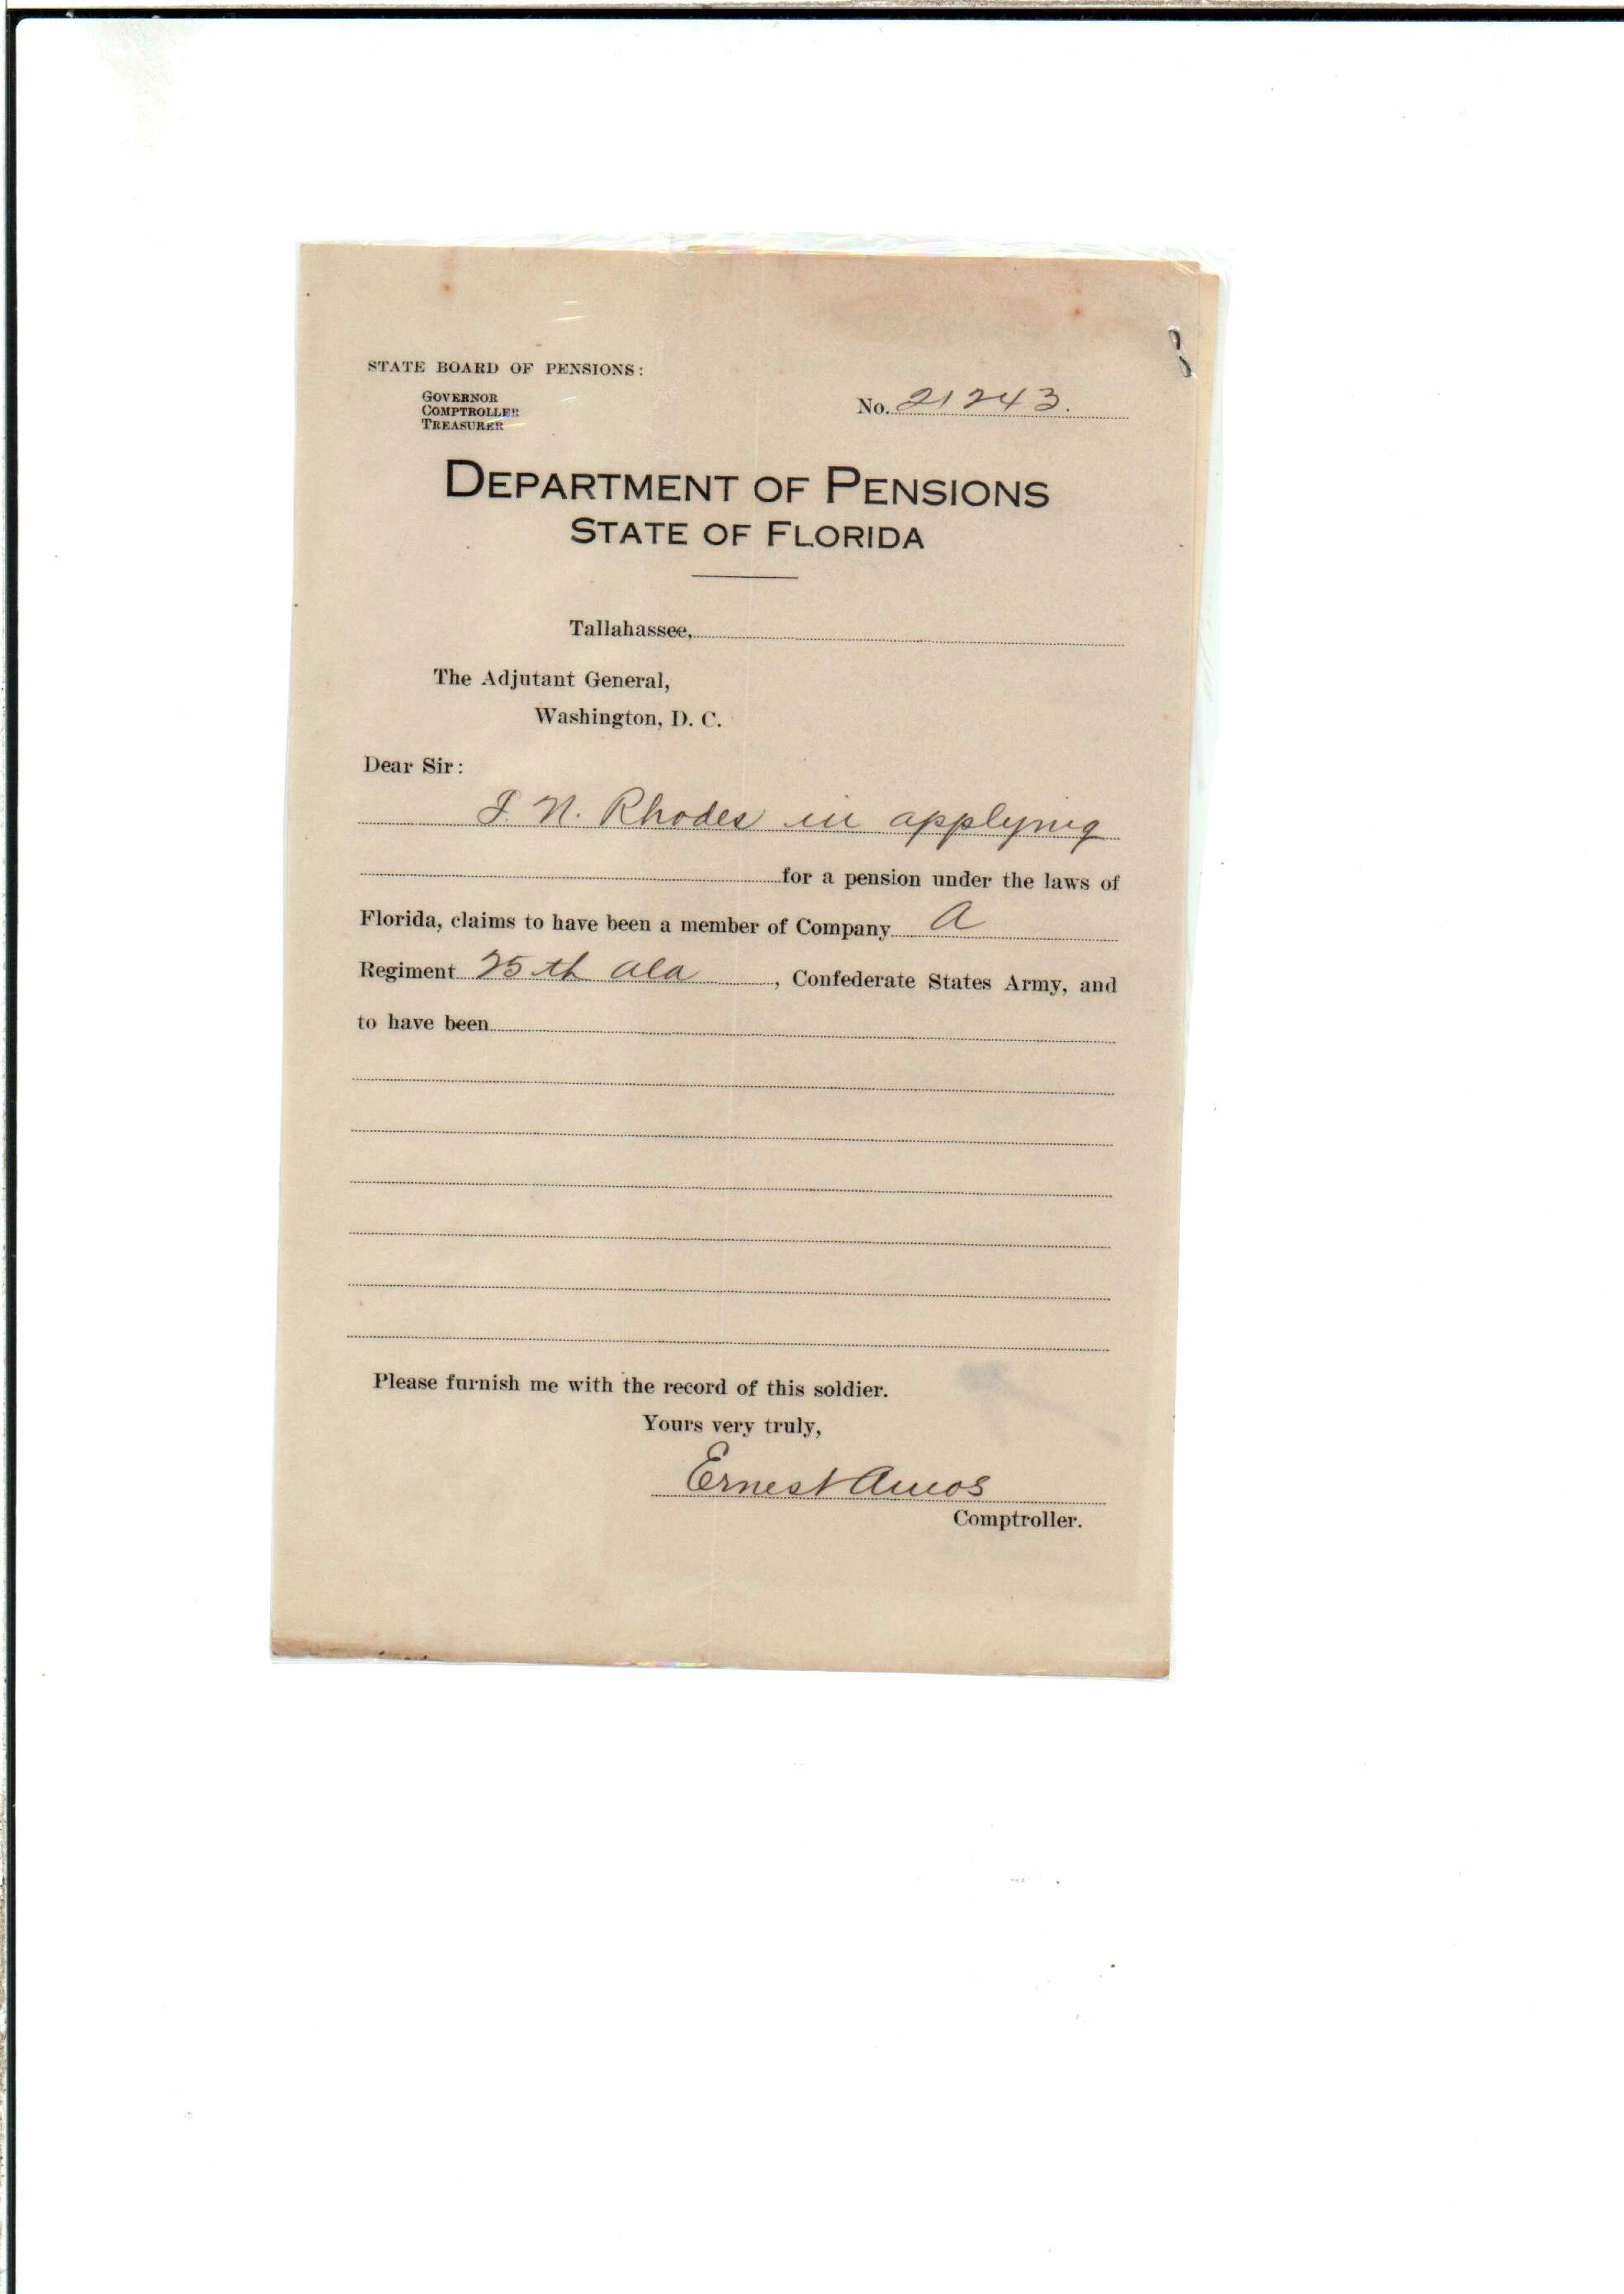 STATE BOARD OF PENSIONS:
GOVERNOR
COMPTROLLER
TREASURER
No. 21243.
DEPARTMENT OF PENSIONS
STATE OF FLORIDA
Tallahassee,
The Adjutant General,
Washington, D. C.
Dear Sir:
J. N. Rhodes in applying
for a pension under the laws of
Florida, claims to have been a member of Company A
Regiment 25th Ala, Confederate States Army, and
to have been
Please furnish me with the record of this soldier.
Yours very truly,
Ernest Amos
Comptroller.